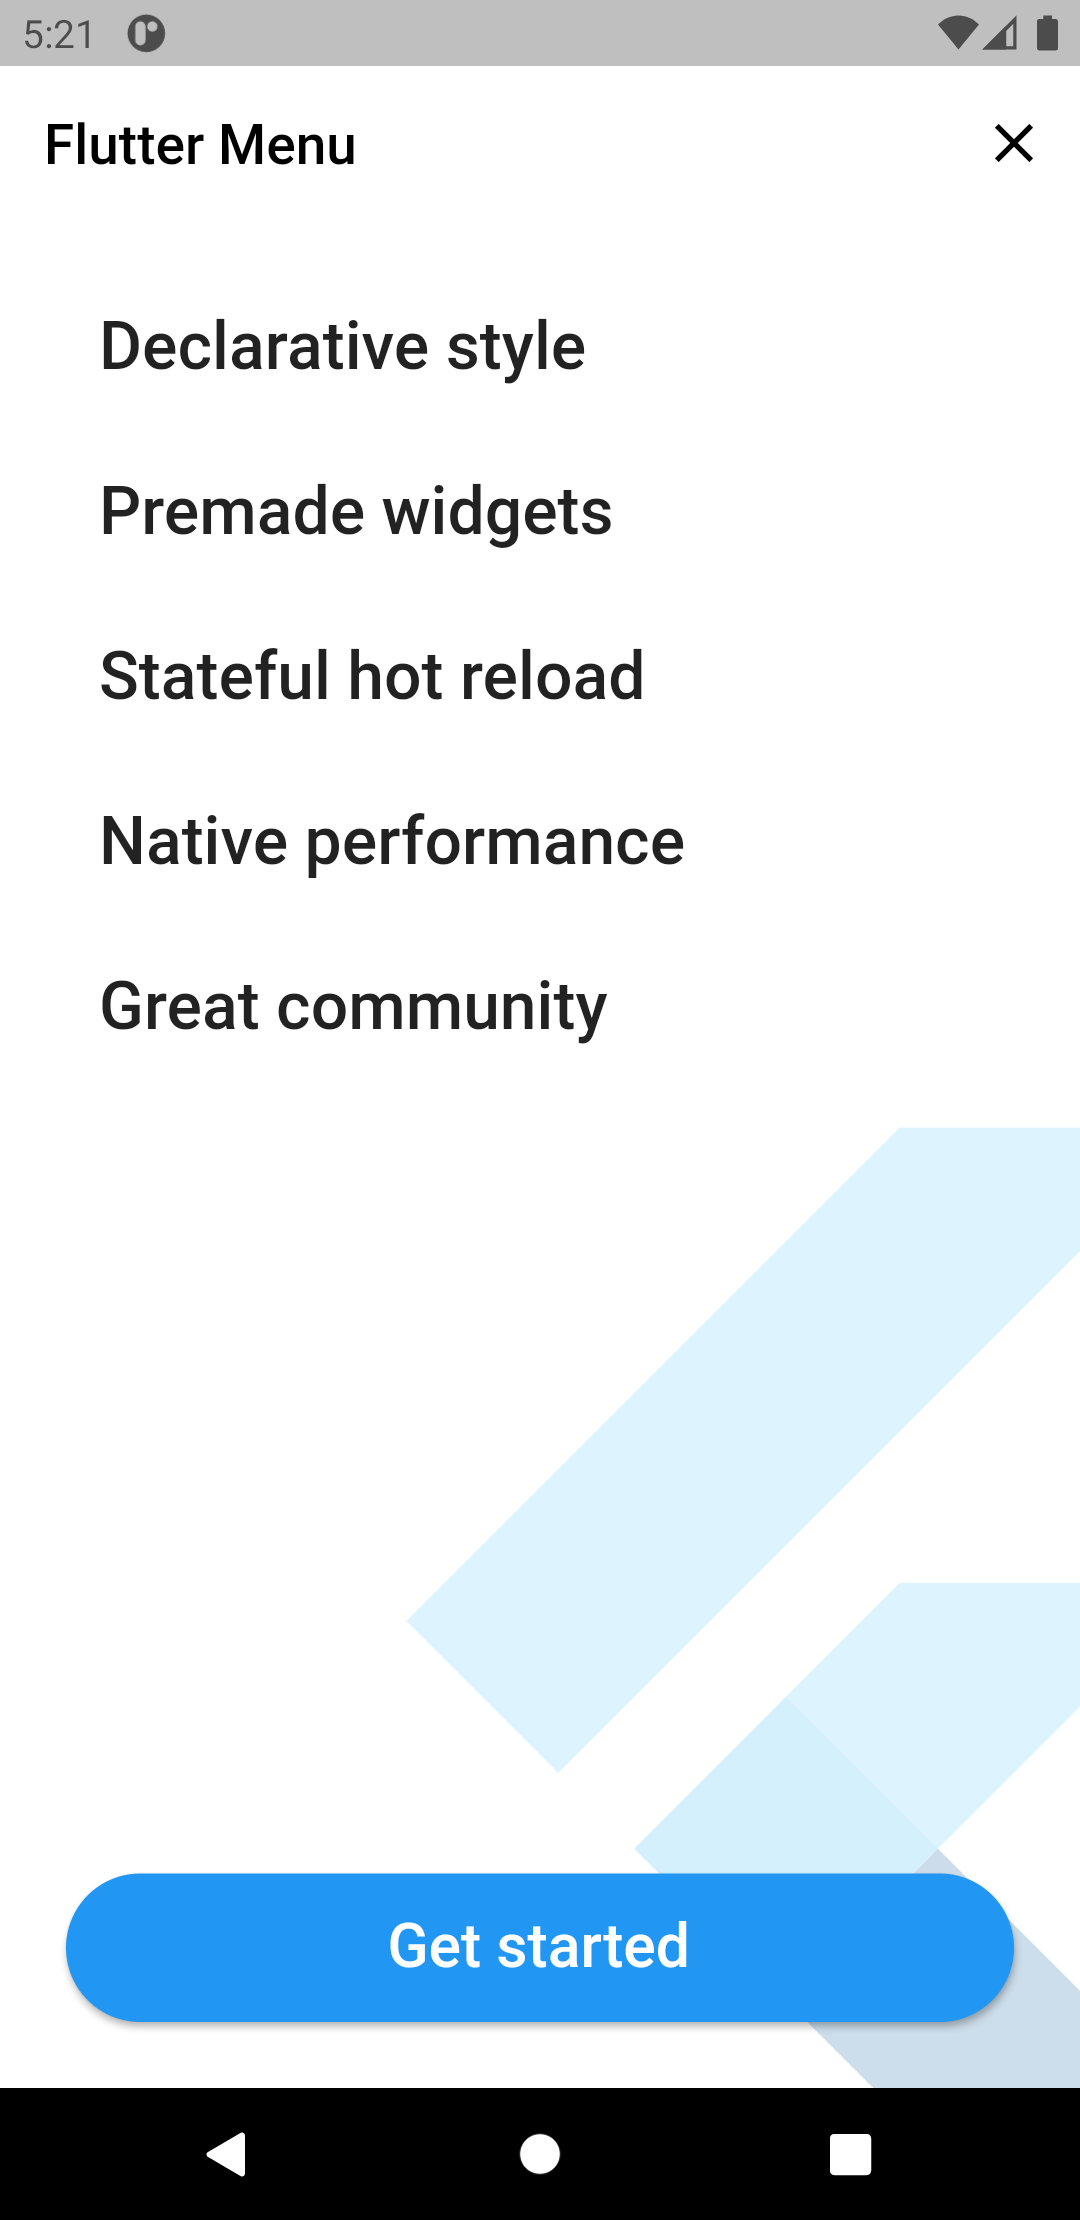 5:21
Flutter Menu
Declarative style
Premade widgets
Stateful hot reload
Native performance
Great community
Get started